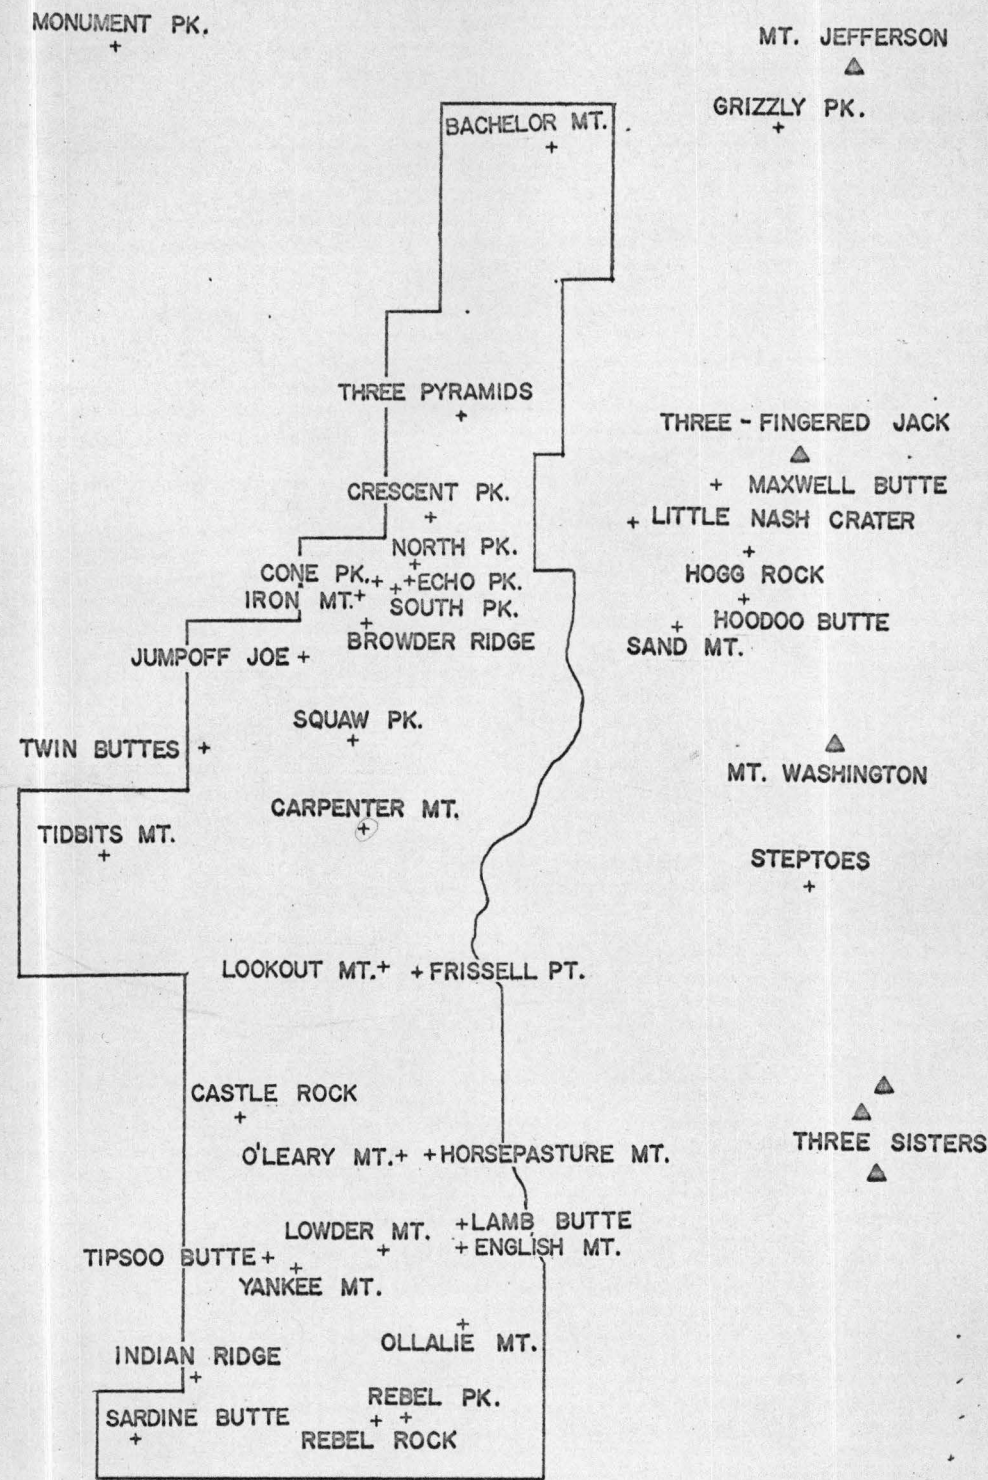 MONUMENT PK.
MT. JEFFERSON
GRIZZLY PK.
BACHELOR MT.
THREE PYRAMIDS
THREE - FINGERED JACK
MAXWELL BUTTE
CRESCENT PK.
LITTLE NASH CRATER
NORTH PK.
HOGG ROCK
CONE PK.
ECHO PK.
IRON MT.
SOUTH PK.
HOODOO BUTTE
BROWDER RIDGE
SAND MT.
JUMPOFF JOE
SQUAW PK.
TWIN BUTTES
MT. WASHINGTON
CARPENTER MT.
TIDBITS MT.
STEPTOES
LOOKOUT MT.
FRISSELL PT.
CASTLE ROCK
THREE SISTERS
O'LEARY MT.
HORSEPASTURE MT.
LAMB BUTTE
LOWDER MT.
ENGLISH MT.
TIPSOO BUTTE
YANKEE MT.
OLLALIE MT.
INDIAN RIDGE
REBEL PK.
SARDINE BUTTE
REBEL ROCK